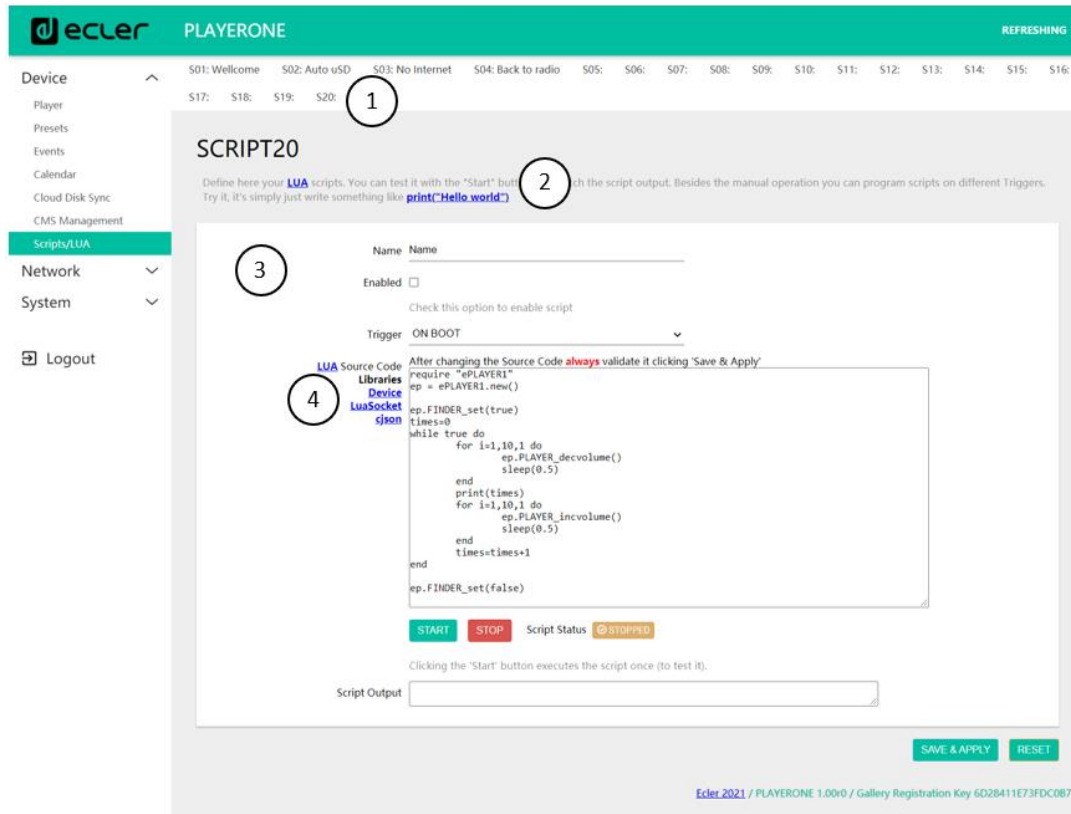 ecler
PLAYERONE
REFRESHING
Device
Player
Presets
Events
Calendar
Cloud Disk Sync
CMS Management
Scripts/LUA
Network
System
Logout
S01: Wellcome S02: Auto uSD S03: No Internet S04: Back to radio S05: S06: S07: S08: S09: S10: S11: S12: S13: S14: S15: S16:
S17: S18: S19: S20:
1
SCRIPT20
2
Define here your LUA scripts. You can test it with the "Start" butt ch the script output. Besides the manual operation you can program scripts on different Triggers.
Try it, it's simply just write something like print("Hello world")
3
Name Name
Enabled
Check this option to enable script
Trigger ON BOOT
LUA Source Code After changing the Source Code always validate it clicking 'Save & Apply'
Libraries
Device
LuaSocket
cjson
4
require "ePLAYER1"
ep = ePLAYER1.new()
ep.FINDER_set(true)
times=0
while true do
for i=1,10,1 do
ep.PLAYER_decvolume()
sleep(0.5)
end
print(times)
for i=1,10,1 do
ep.PLAYER_incvolume()
sleep(0.5)
end
times=times+1
end
ep.FINDER_set(false)
START STOP Script Status STOPPED
Clicking the 'Start' button executes the script once (to test it).
Script Output
SAVE & APPLY RESET
Ecler 2021 / PLAYERONE 1.00r0 / Gallery Registration Key 6D28411E73FDC0B7